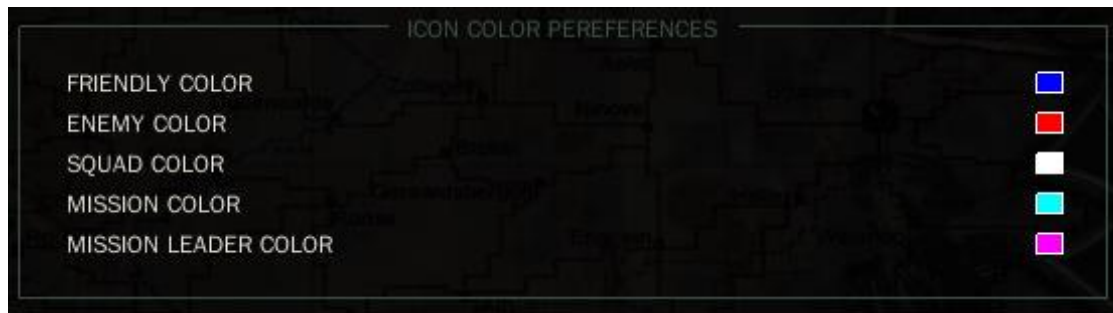 ICON COLOR PEREFERENCES
FRIENDLY COLOR
ENEMY COLOR
SQUAD COLOR
MISSION COLOR
MISSION LEADER COLOR